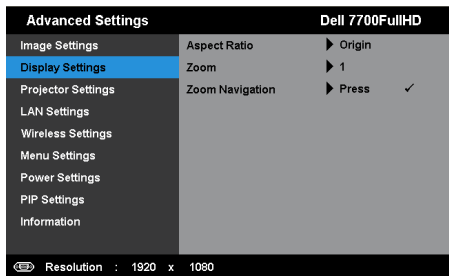 Advanced Settings Dell 7700FullHD
Image Settings Aspect Ratio Origin
Display Settings Zoom 1
Projector Settings Zoom Navigation Press ✓
LAN Settings
Wireless Settings
Menu Settings
Power Settings
PIP Settings
Information
Resolution : 1920 x 1080